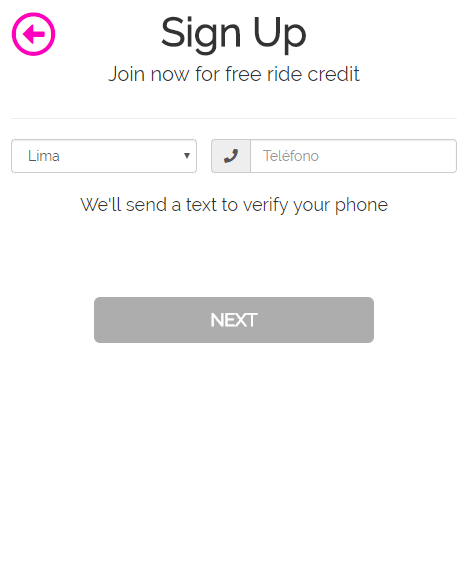 Sign Up
Join now for free ride credit
Lima
Teléfono
We'll send a text to verify your phone
NEXT